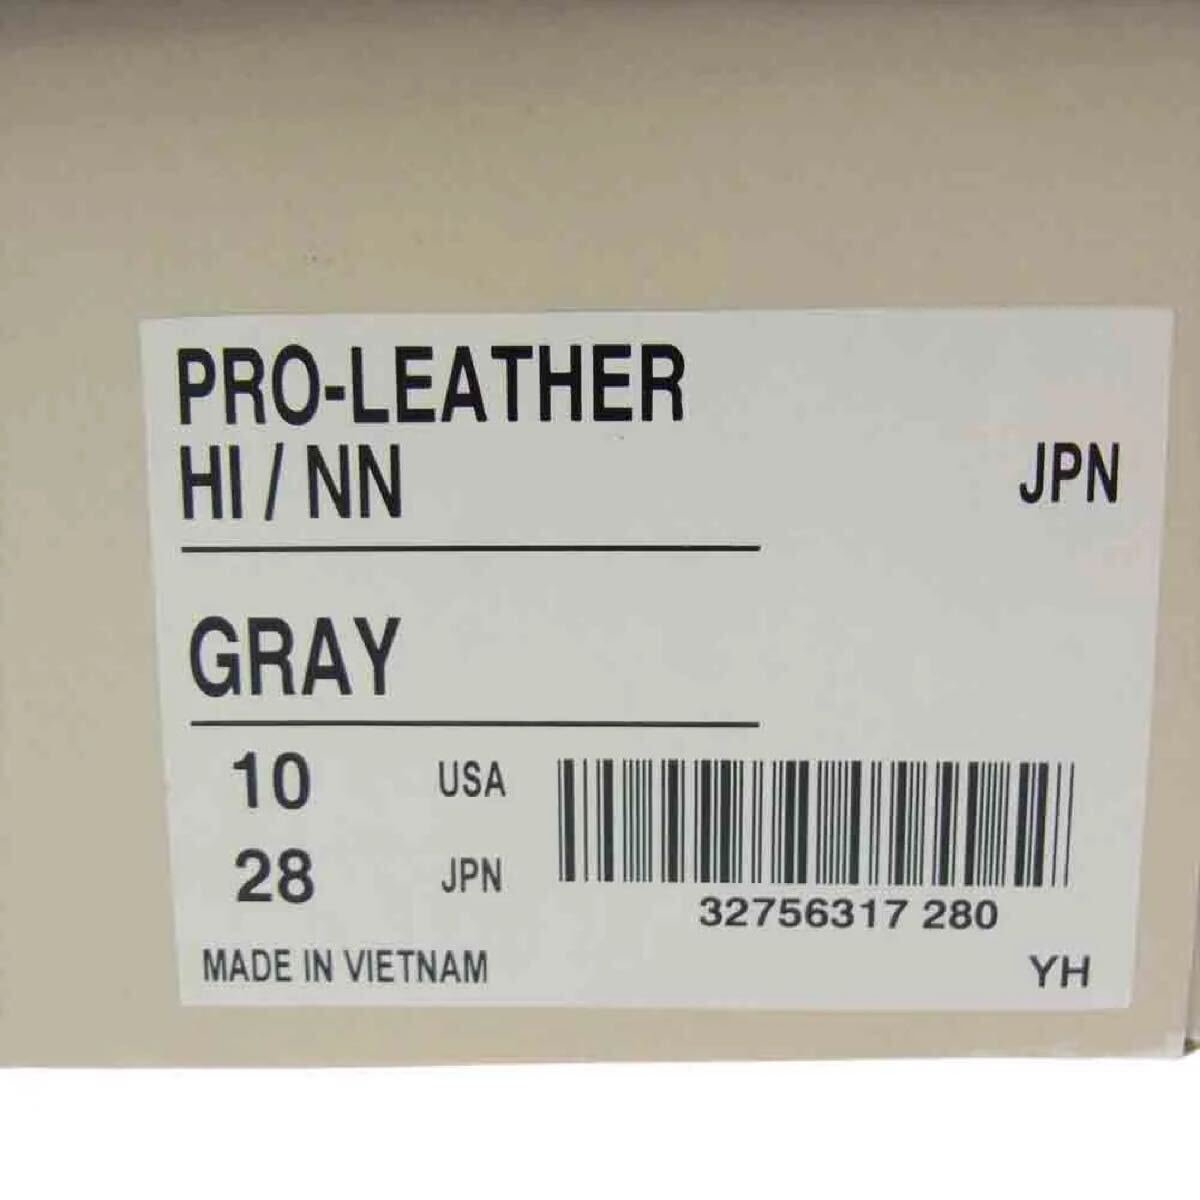 PRO-LEATHER
HI / NN
JPN
GRAY
10 USA
28 JPN
32756317 280
MADE IN VIETNAM
YH